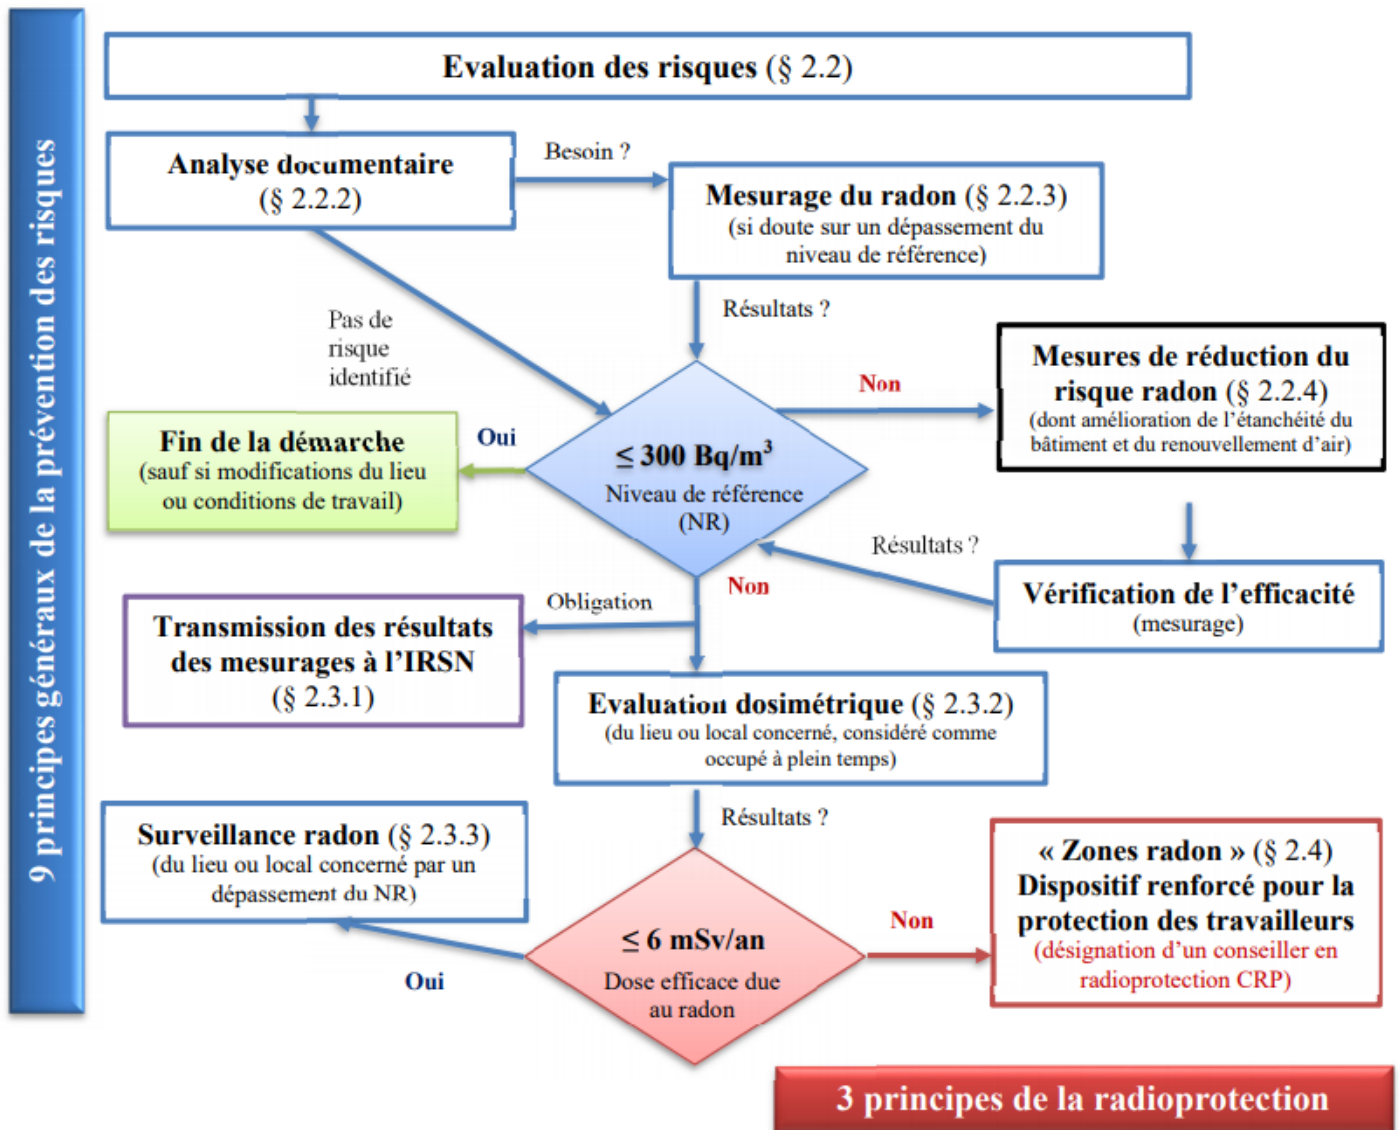 9 principes généraux de la prévention des risques
Evaluation des risques (§ 2.2)
Analyse documentaire
(§ 2.2.2)
Besoin ?
Mesurage du radon (§ 2.2.3)
(si doute sur un dépassement du
niveau de référence)
Pas de
risque
identifié
Résultats ?
Mesures de réduction du
risque radon (§ 2.2.4)
(dont amélioration de l'étanchéité du
bâtiment et du renouvellement d'air)
Non
Fin de la démarche
(sauf si modifications du lieu
ou conditions de travail)
Oui
≤ 300 Bq/m³
Niveau de référence
(NR)
Résultats ?
Vérification de l'efficacité
(mesurage)
Non
Obligation
Transmission des résultats
des mesurages à l'IRSN
(§ 2.3.1)
Evaluation dosimétrique (§ 2.3.2)
(du lieu ou local concerné, considéré comme
occupé à plein temps)
Résultats ?
Surveillance radon (§ 2.3.3)
(du lieu ou local concerné par un
dépassement du NR)
Oui
≤ 6 mSv/an
Dose efficace due
au radon
Non
« Zones radon » (§ 2.4)
Dispositif renforcé pour la
protection des travailleurs
(désignation d'un conseiller en
radioprotection CRP)
3 principes de la radioprotection